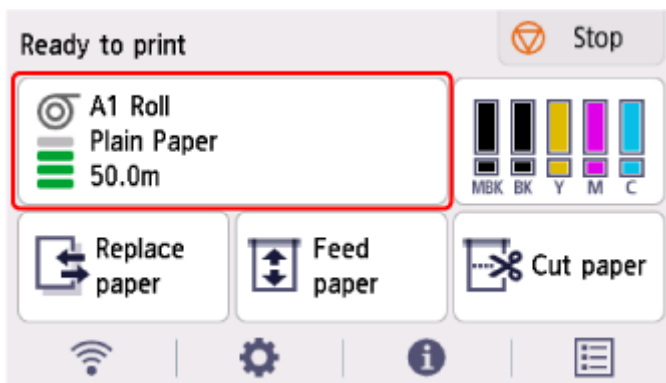 Ready to print
Stop
A1 Roll
Plain Paper
50.0m
MBK BK Y M C
Replace
paper
Feed
paper
Cut paper